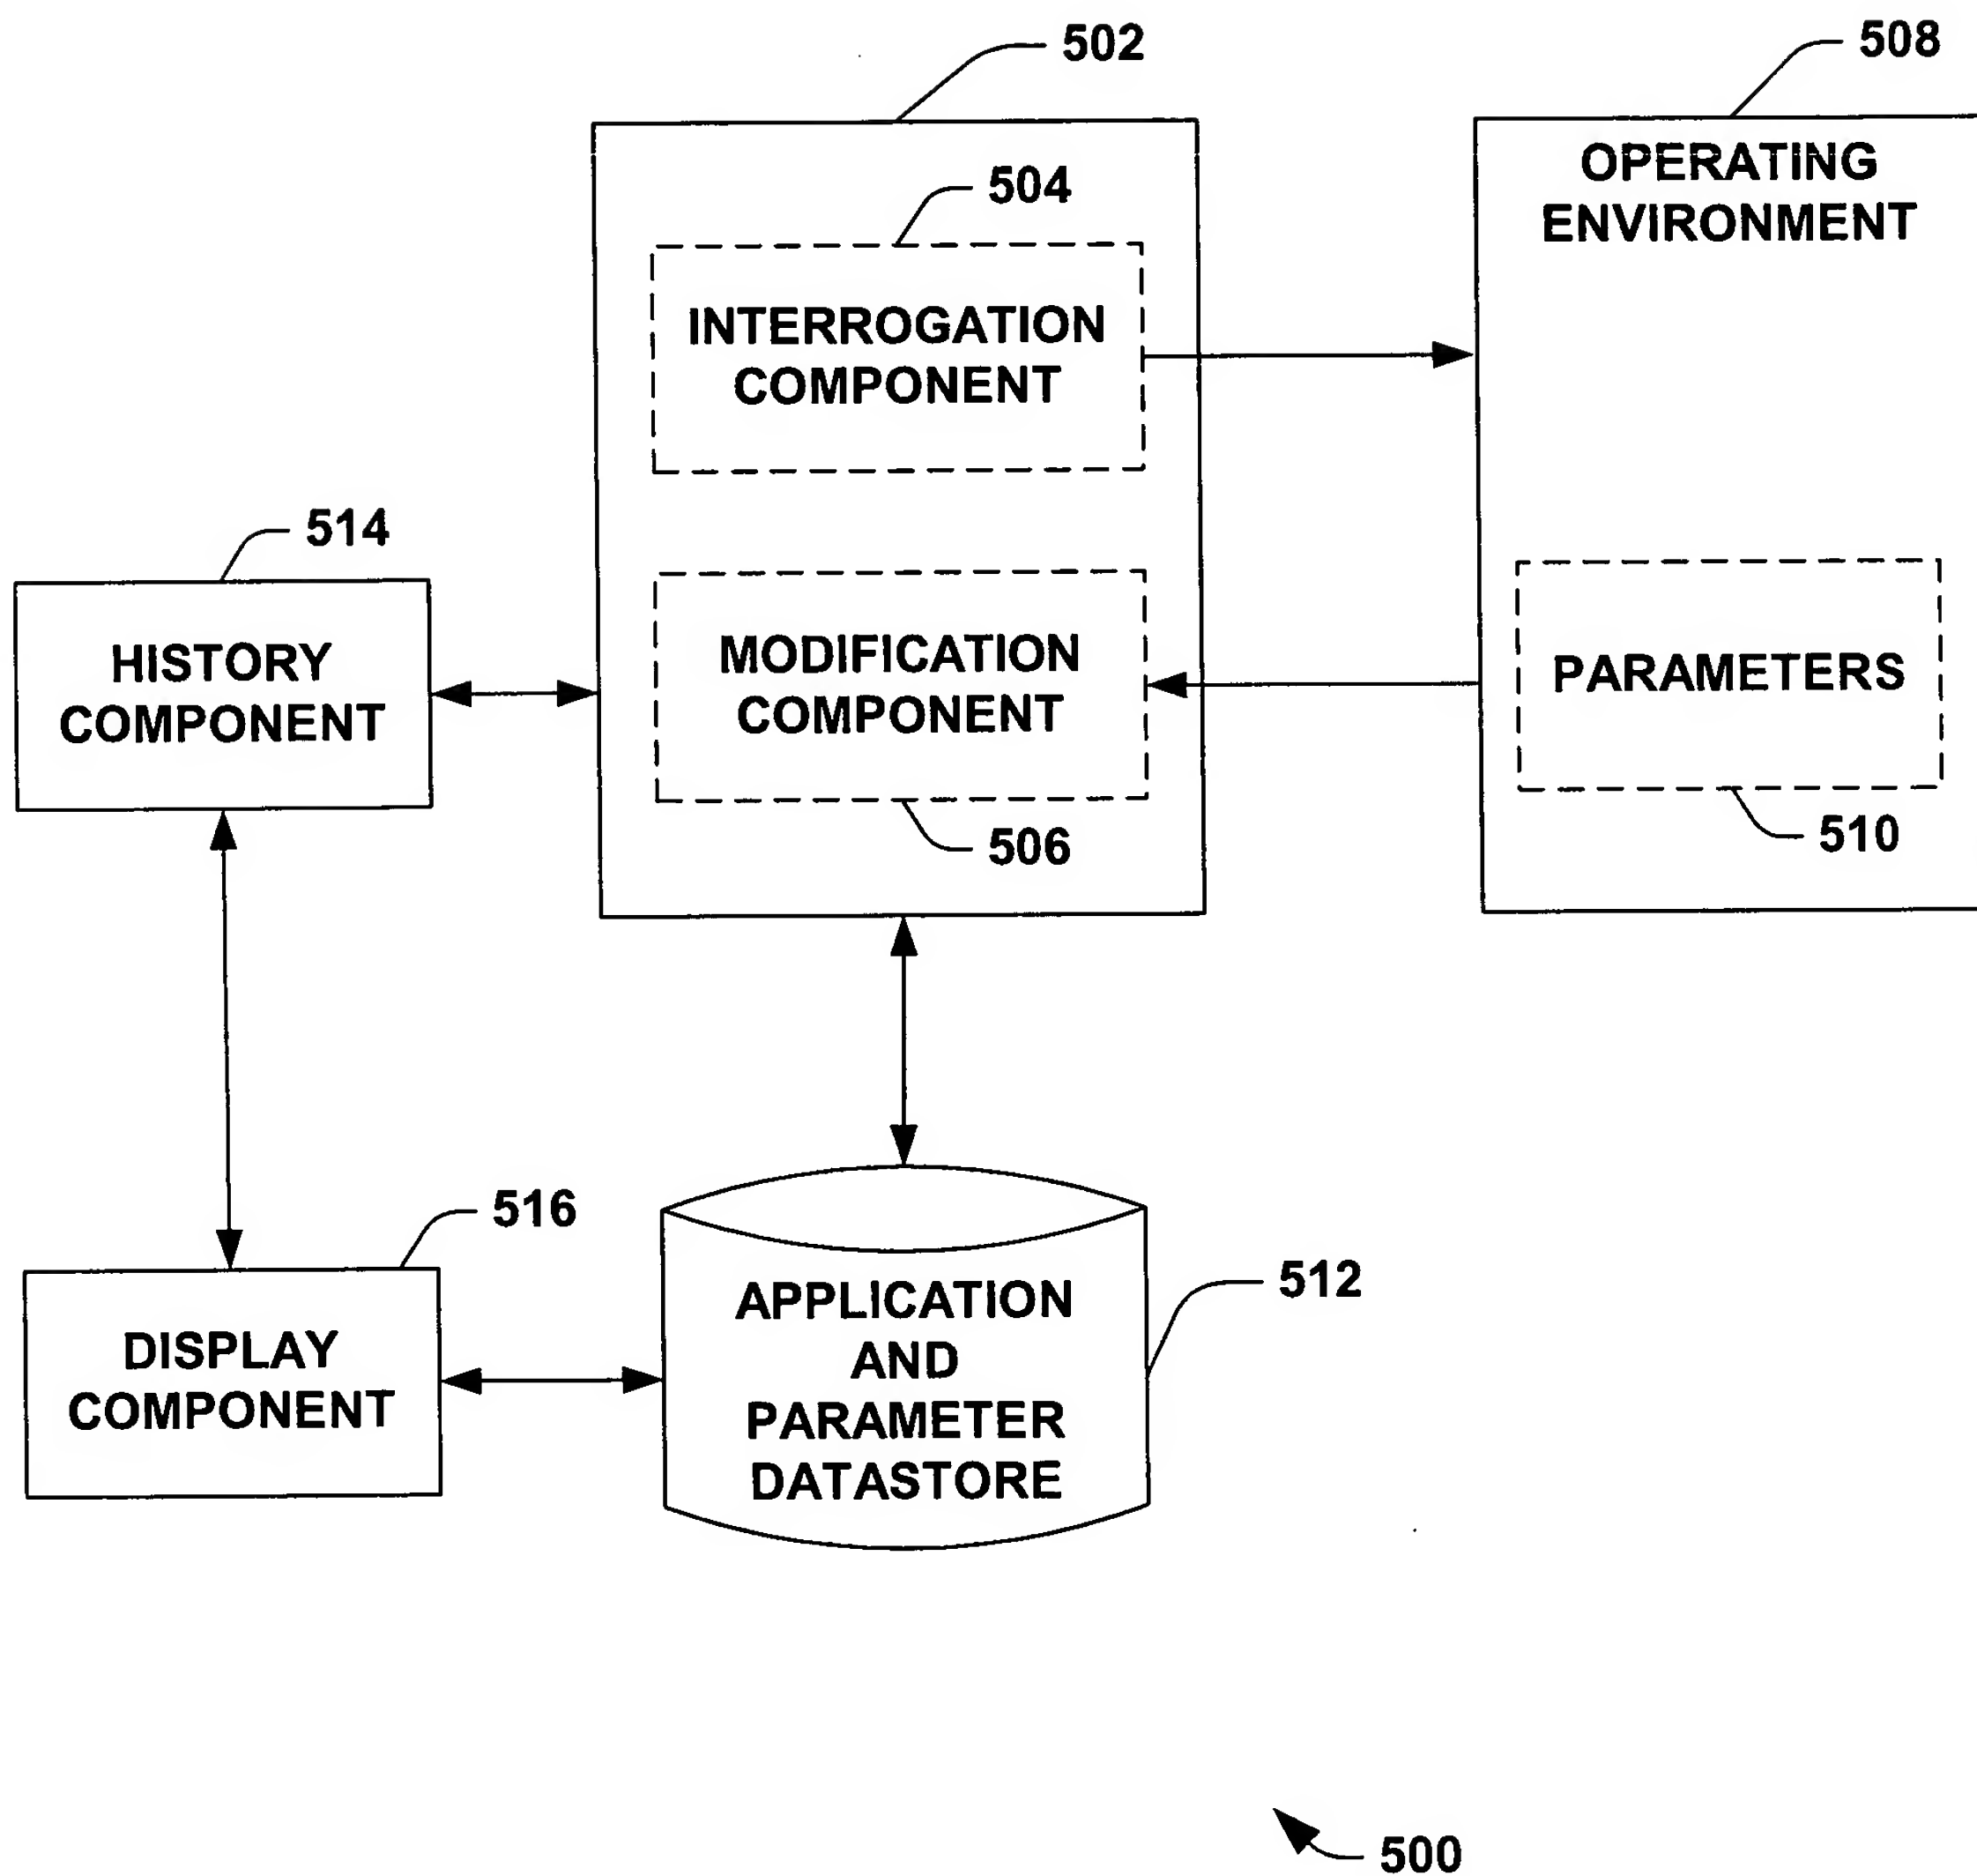 502
508
OPERATING
ENVIRONMENT
504
INTERROGATION
COMPONENT
514
HISTORY
COMPONENT
MODIFICATION
COMPONENT
PARAMETERS
506
510
516
DISPLAY
COMPONENT
512
APPLICATION
AND
PARAMETER
DATASTORE
500